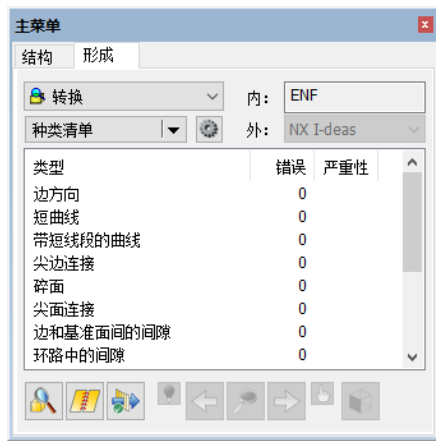 主菜单
结构 形成
转换 内: ENF
种类清单 外: NX I-deas
类型 错误 严重性
边方向 0
短曲线 0
带短线段的曲线 0
尖边连接 0
碎面 0
尖面连接 0
边和基准面间的间隙 0
环路中的间隙 0